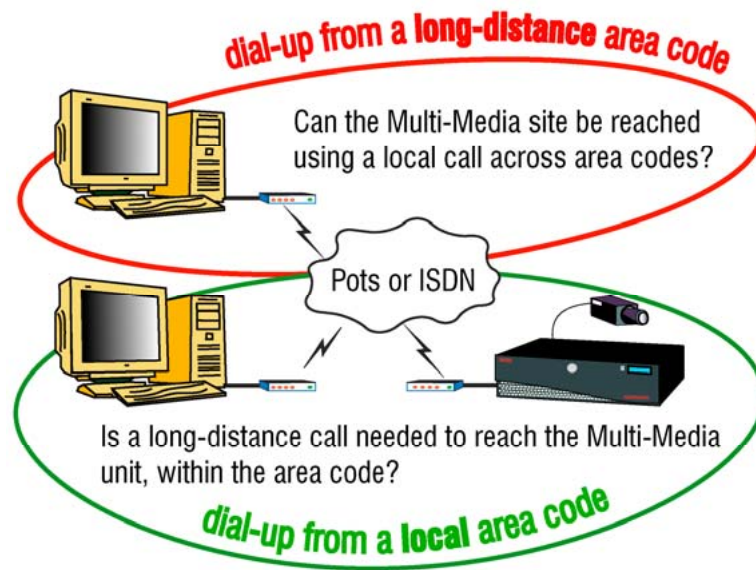 dial-up from a long-distance area code
Can the Multi-Media site be reached
using a local call across area codes?
Pots or ISDN
Is a long-distance call needed to reach the Multi-Media
unit, within the area code?
dial-up from a local area code